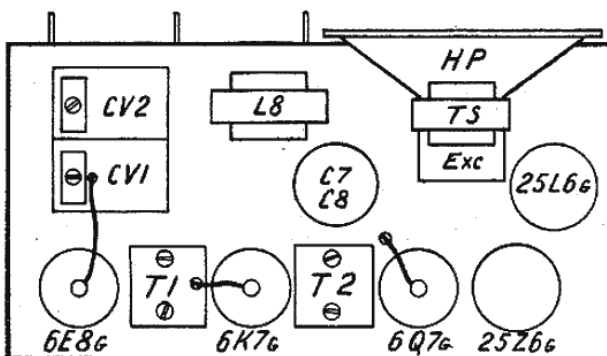 HP
CV2
L8
TS
CV1
Exc
C7
C8
25L6G
T1
T2
6E8G
6K7G
6Q7G
25Z6G